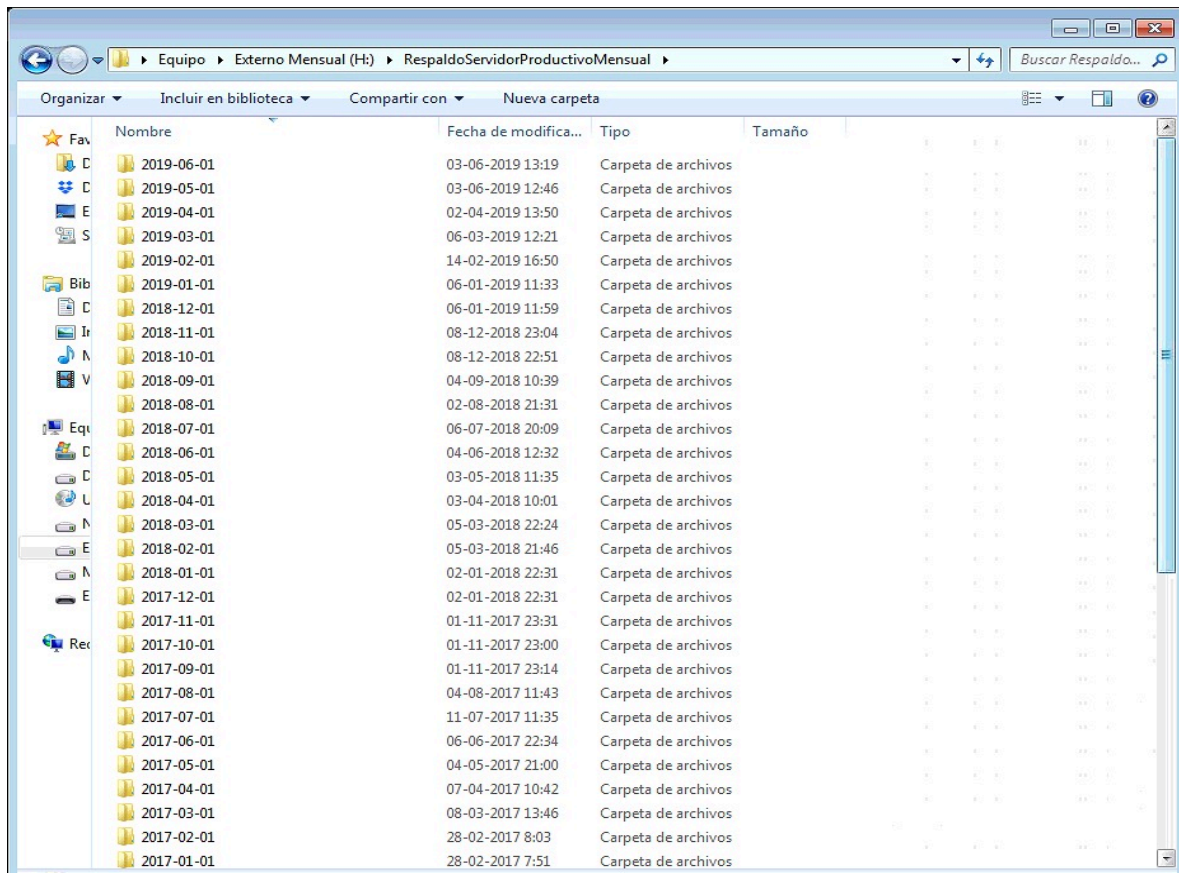 Equipo Externo Mensual (H:) RespaldoServidorProductivoMensual Buscar Respaldo...
Organizar Incluir en biblioteca Compartir con Nueva carpeta
Nombre Fecha de modifica... Tipo Tamaño
Fav
D
D
E
S
Bib
D
V
Equ
D
D
U
N
E
N
E
Rec
2019-06-01 03-06-2019 13:19 Carpeta de archivos
2019-05-01 03-06-2019 12:46 Carpeta de archivos
2019-04-01 02-04-2019 13:50 Carpeta de archivos
2019-03-01 06-03-2019 12:21 Carpeta de archivos
2019-02-01 14-02-2019 16:50 Carpeta de archivos
2019-01-01 06-01-2019 11:33 Carpeta de archivos
2018-12-01 06-01-2019 11:59 Carpeta de archivos
2018-11-01 08-12-2018 23:04 Carpeta de archivos
2018-10-01 08-12-2018 22:51 Carpeta de archivos
2018-09-01 04-09-2018 10:39 Carpeta de archivos
2018-08-01 02-08-2018 21:31 Carpeta de archivos
2018-07-01 06-07-2018 20:09 Carpeta de archivos
2018-06-01 04-06-2018 12:32 Carpeta de archivos
2018-05-01 03-05-2018 11:35 Carpeta de archivos
2018-04-01 03-04-2018 10:01 Carpeta de archivos
2018-03-01 05-03-2018 22:24 Carpeta de archivos
2018-02-01 05-03-2018 21:46 Carpeta de archivos
2018-01-01 02-01-2018 22:31 Carpeta de archivos
2017-12-01 02-01-2018 22:31 Carpeta de archivos
2017-11-01 01-11-2017 23:31 Carpeta de archivos
2017-10-01 01-11-2017 23:00 Carpeta de archivos
2017-09-01 01-11-2017 23:14 Carpeta de archivos
2017-08-01 04-08-2017 11:43 Carpeta de archivos
2017-07-01 11-07-2017 11:35 Carpeta de archivos
2017-06-01 06-06-2017 22:34 Carpeta de archivos
2017-05-01 04-05-2017 21:00 Carpeta de archivos
2017-04-01 07-04-2017 10:42 Carpeta de archivos
2017-03-01 08-03-2017 13:46 Carpeta de archivos
2017-02-01 28-02-2017 8:03 Carpeta de archivos
2017-01-01 28-02-2017 7:51 Carpeta de archivos